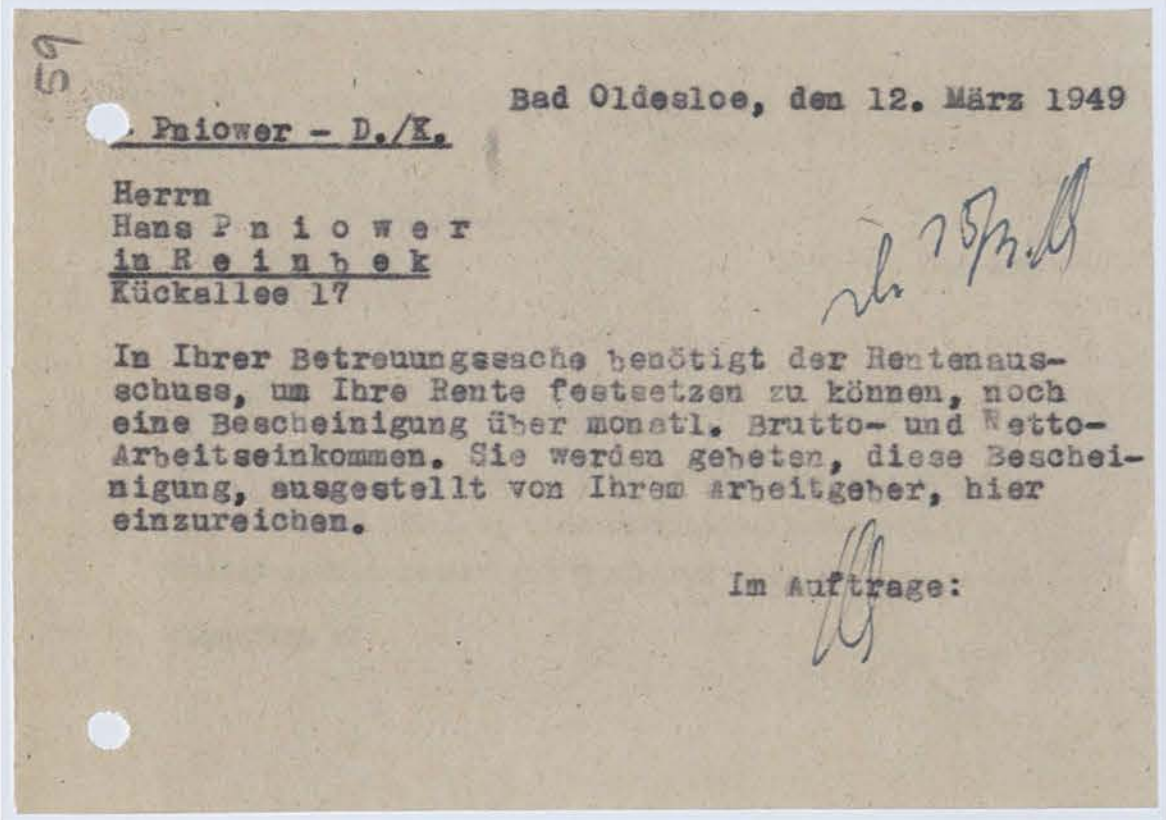 59
Bad Oldesloe, den 12. März 1949
- Pniower - D./K.
Herrn
Hans P n i o w e r
in R e i n b e k
Kückallee 17
In Ihrer Betreuungssache benötigt der Rentenaus-
schuss, um Ihre Rente festsetzen zu können, noch
eine Bescheinigung über monatl. Brutto- und Netto-
Arbeitseinkommen. Sie werden gebeten, diese Beschei-
nigung, ausgestellt von Ihrem Arbeitgeber, hier
einzureichen.
Im Auftrage: